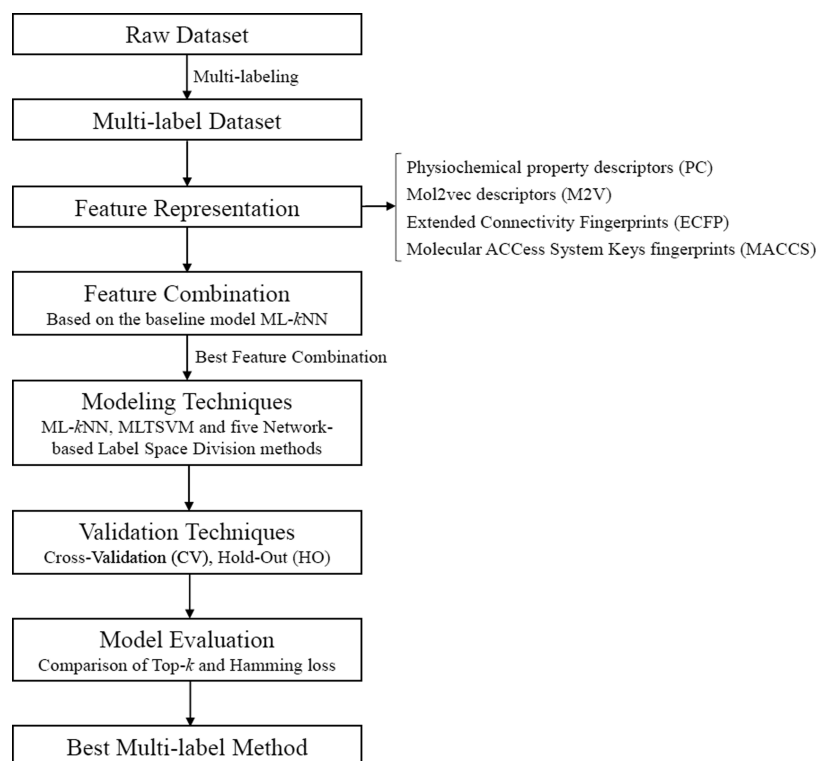 Raw Dataset
Multi-labeling
Multi-label Dataset
Feature Representation
Physiochemical property descriptors (PC)
Mol2vec descriptors (M2V)
Extended Connectivity Fingerprints (ECFP)
Molecular ACCess System Keys fingerprints (MACCS)
Feature Combination
Based on the baseline model ML-kNN
Best Feature Combination
Modeling Techniques
ML-kNN, MLTSVM and five Network-
based Label Space Division methods
Validation Techniques
Cross-Validation (CV), Hold-Out (HO)
Model Evaluation
Comparison of Top-k and Hamming loss
Best Multi-label Method